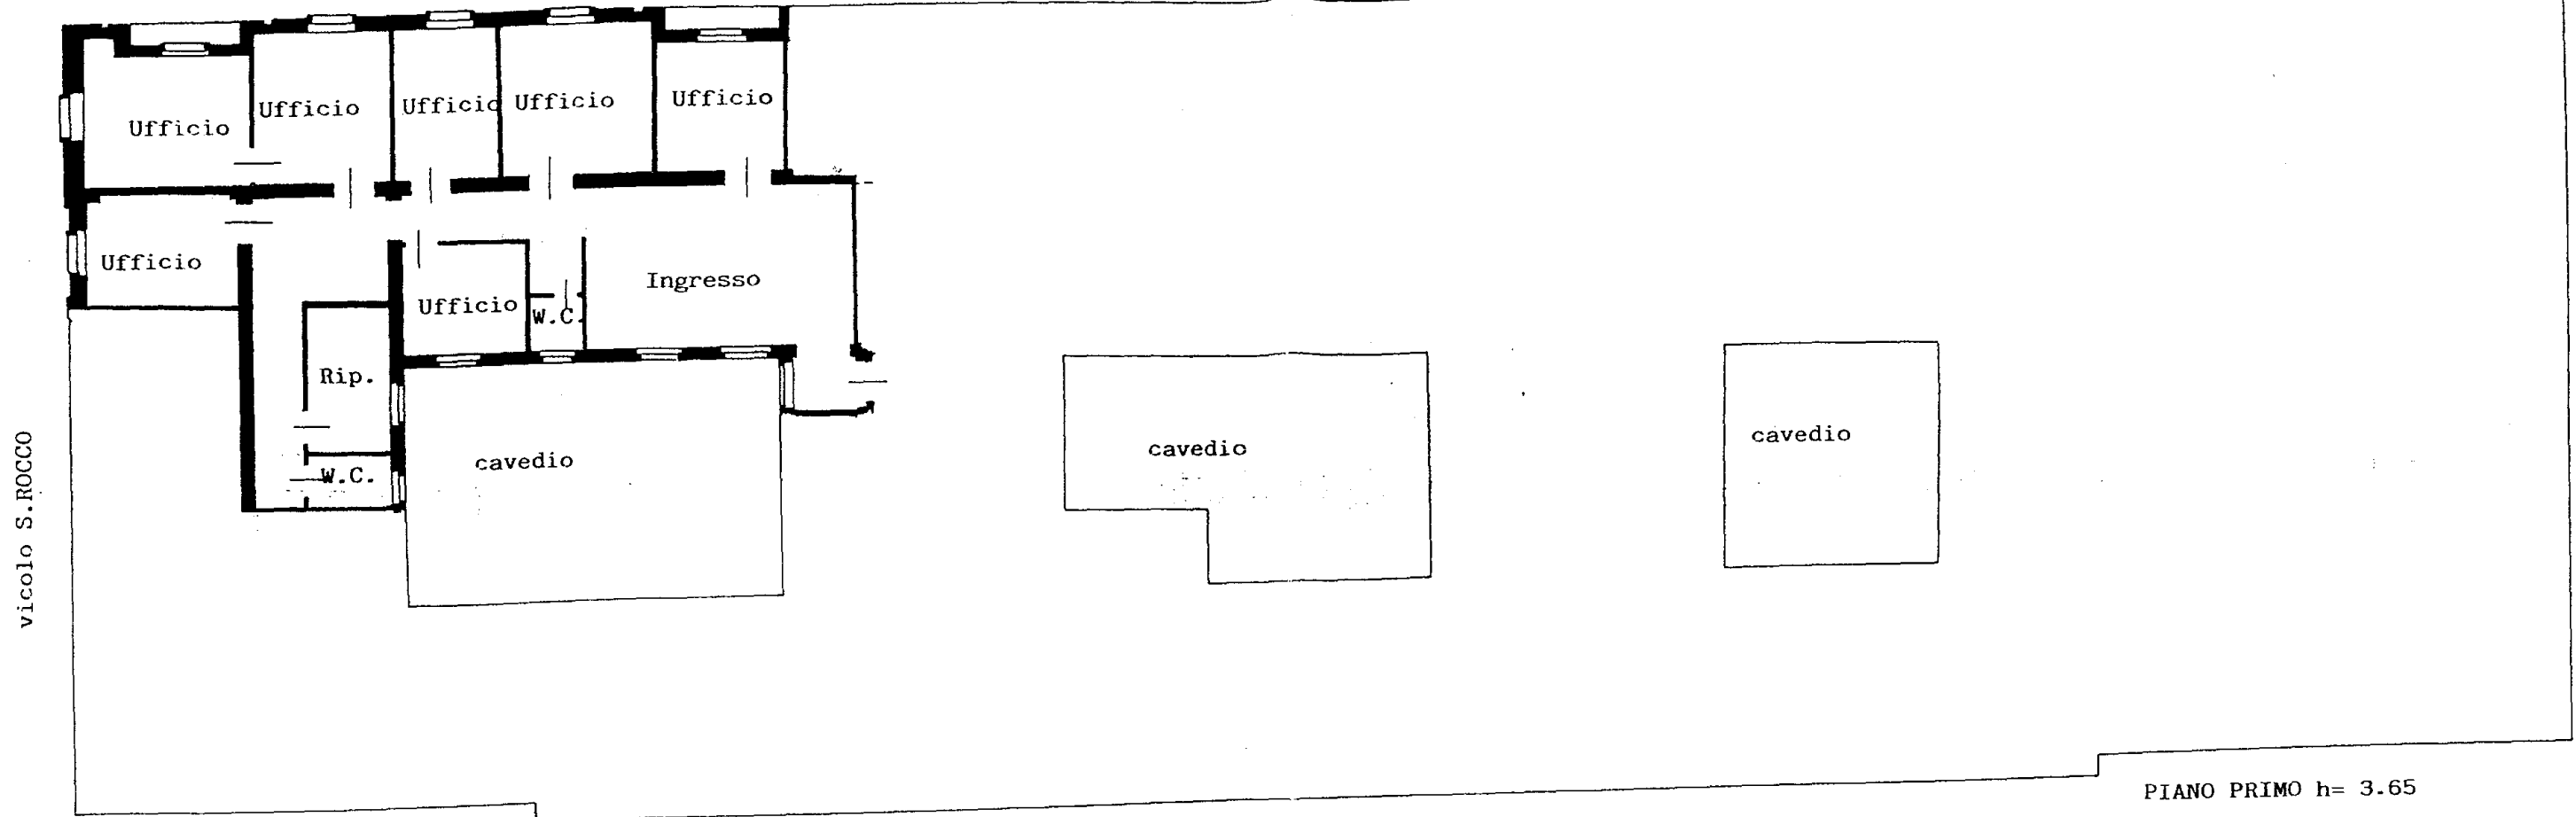 Ufficio
Ufficio
Ufficio
Ufficio
Ufficio
Ufficio
Ufficio
W.C.
Ingresso
Rip.
W.C.
cavedio
cavedio
cavedio
vicolo S.ROCCO
PIANO PRIMO h= 3.65